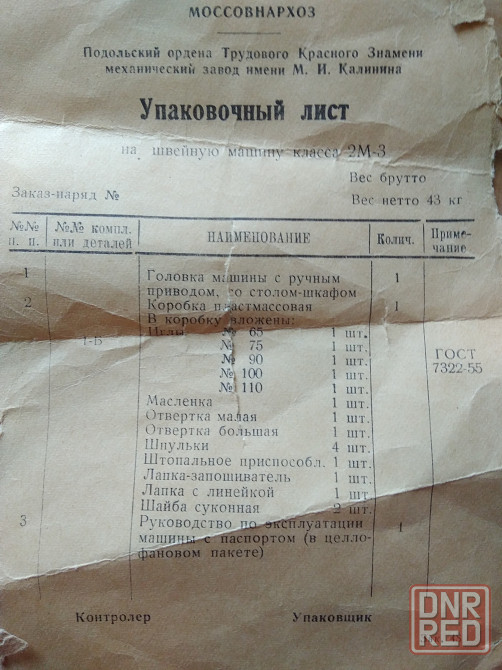 МОССОВНАРХОЗ
Подольский ордена Трудового Красного Знамени
механический завод имени М. И. Калинина
Упаковочный лист
на швейную машину класса 2М-3
Вес брутто
Заказ-наряд № Вес нетто 43 кг
№№ п. п. №№ компл. или деталей НАИМЕНОВАНИЕ Колич. Примечание
1 Головка машины с ручным 1
приводом, со столом-шкафом
2 Коробка пластмассовая 1
В коробку вложены:
Иглы № 65 1 шт.
№ 75 1 шт.
№ 90 1 шт. ГОСТ
№ 100 1 шт. 7322-55
№ 110 1 шт.
Масленка 1 шт.
Отвертка малая 1 шт.
Отвертка большая 1 шт.
Шпульки 4 шт.
Штопальное приспособл. 1 шт.
Лапка-запошиватель 1 шт.
Лапка с линейкой 1 шт.
Шайба суконная 2 шт.
3 Руководство по эксплуатации 1
машины с паспортом (в целло-
фановом пакете)
Контролер Упаковщик
DNR
RED